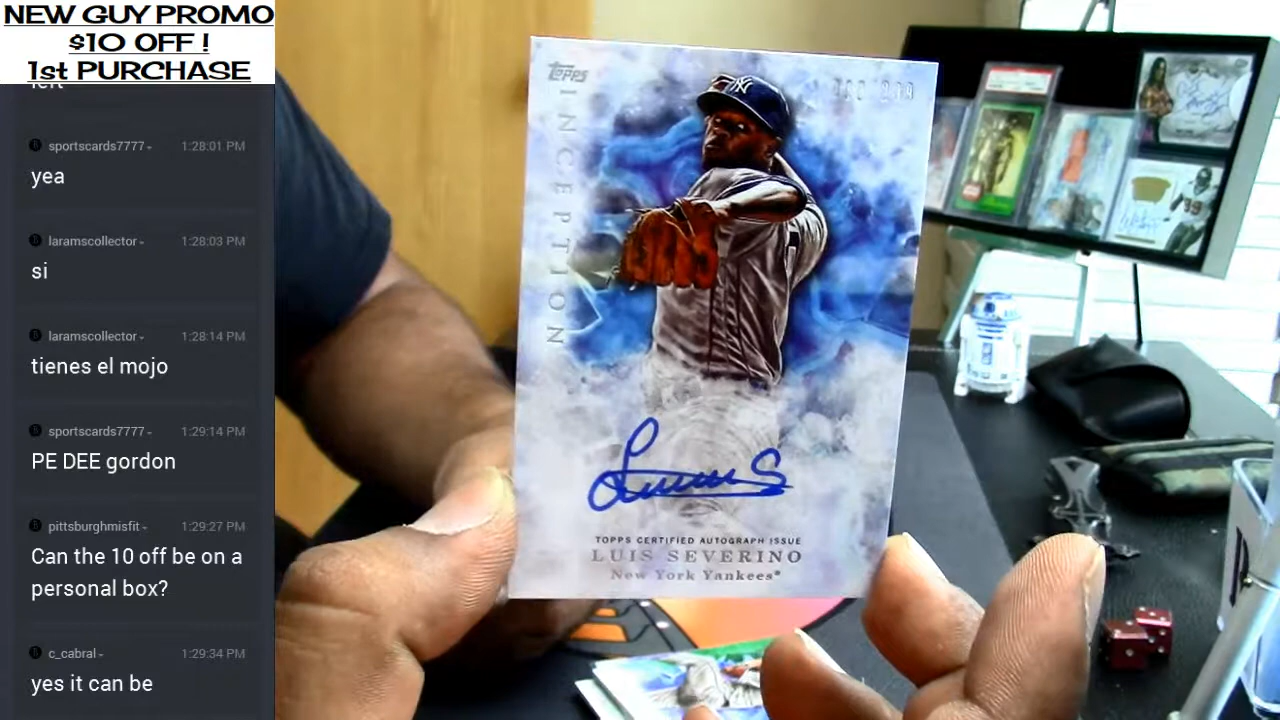 NEW GUY PROMO
$10 OFF !
1st PURCHASE
left
sportscards7777 1:28:01 PM
yea
laramscollector 1:28:03 PM
si
laramscollector 1:28:14 PM
tienes el mojo
sportscards7777 1:29:14 PM
PE DEE gordon
pittsburghmisfit 1:29:27 PM
Can the 10 off be on a
personal box?
c_cabral 1:29:34 PM
yes it can be
Topps
INCEPTION
NY
TOPPS CERTIFIED AUTOGRAPH ISSUE
LUIS SEVERINO
New York Yankees®